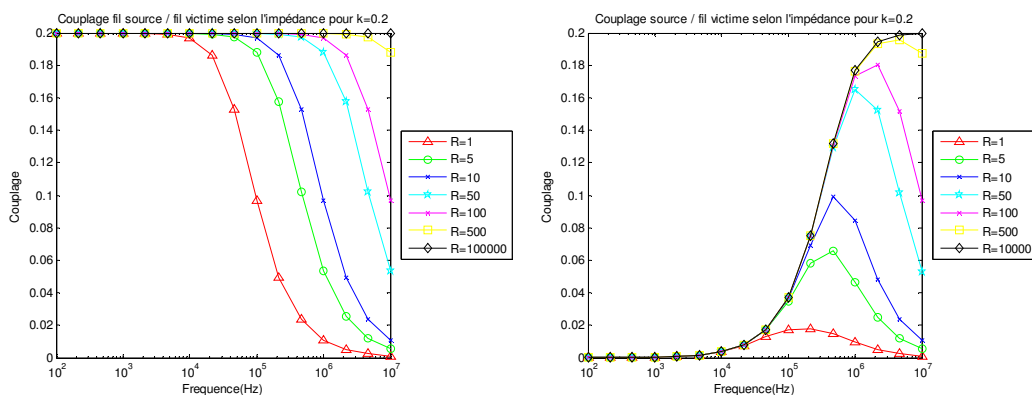 Couplage fil source / fil victime selon l'impédance pour k=0.2
0.2
0.18
0.16
0.14
0.12
0.1
0.08
0.06
0.04
0.02
0
Couplage
10^2
10^3
10^4
10^5
10^6
10^7
Frequence(Hz)
R=1
R=5
R=10
R=50
R=100
R=500
R=100000
Couplage source / fil victime selon l'impédance pour k=0.2
0.2
0.18
0.16
0.14
0.12
0.1
0.08
0.06
0.04
0.02
0
Couplage
10^2
10^3
10^4
10^5
10^6
10^7
Frequence(Hz)
R=1
R=5
R=10
R=50
R=100
R=500
R=10000